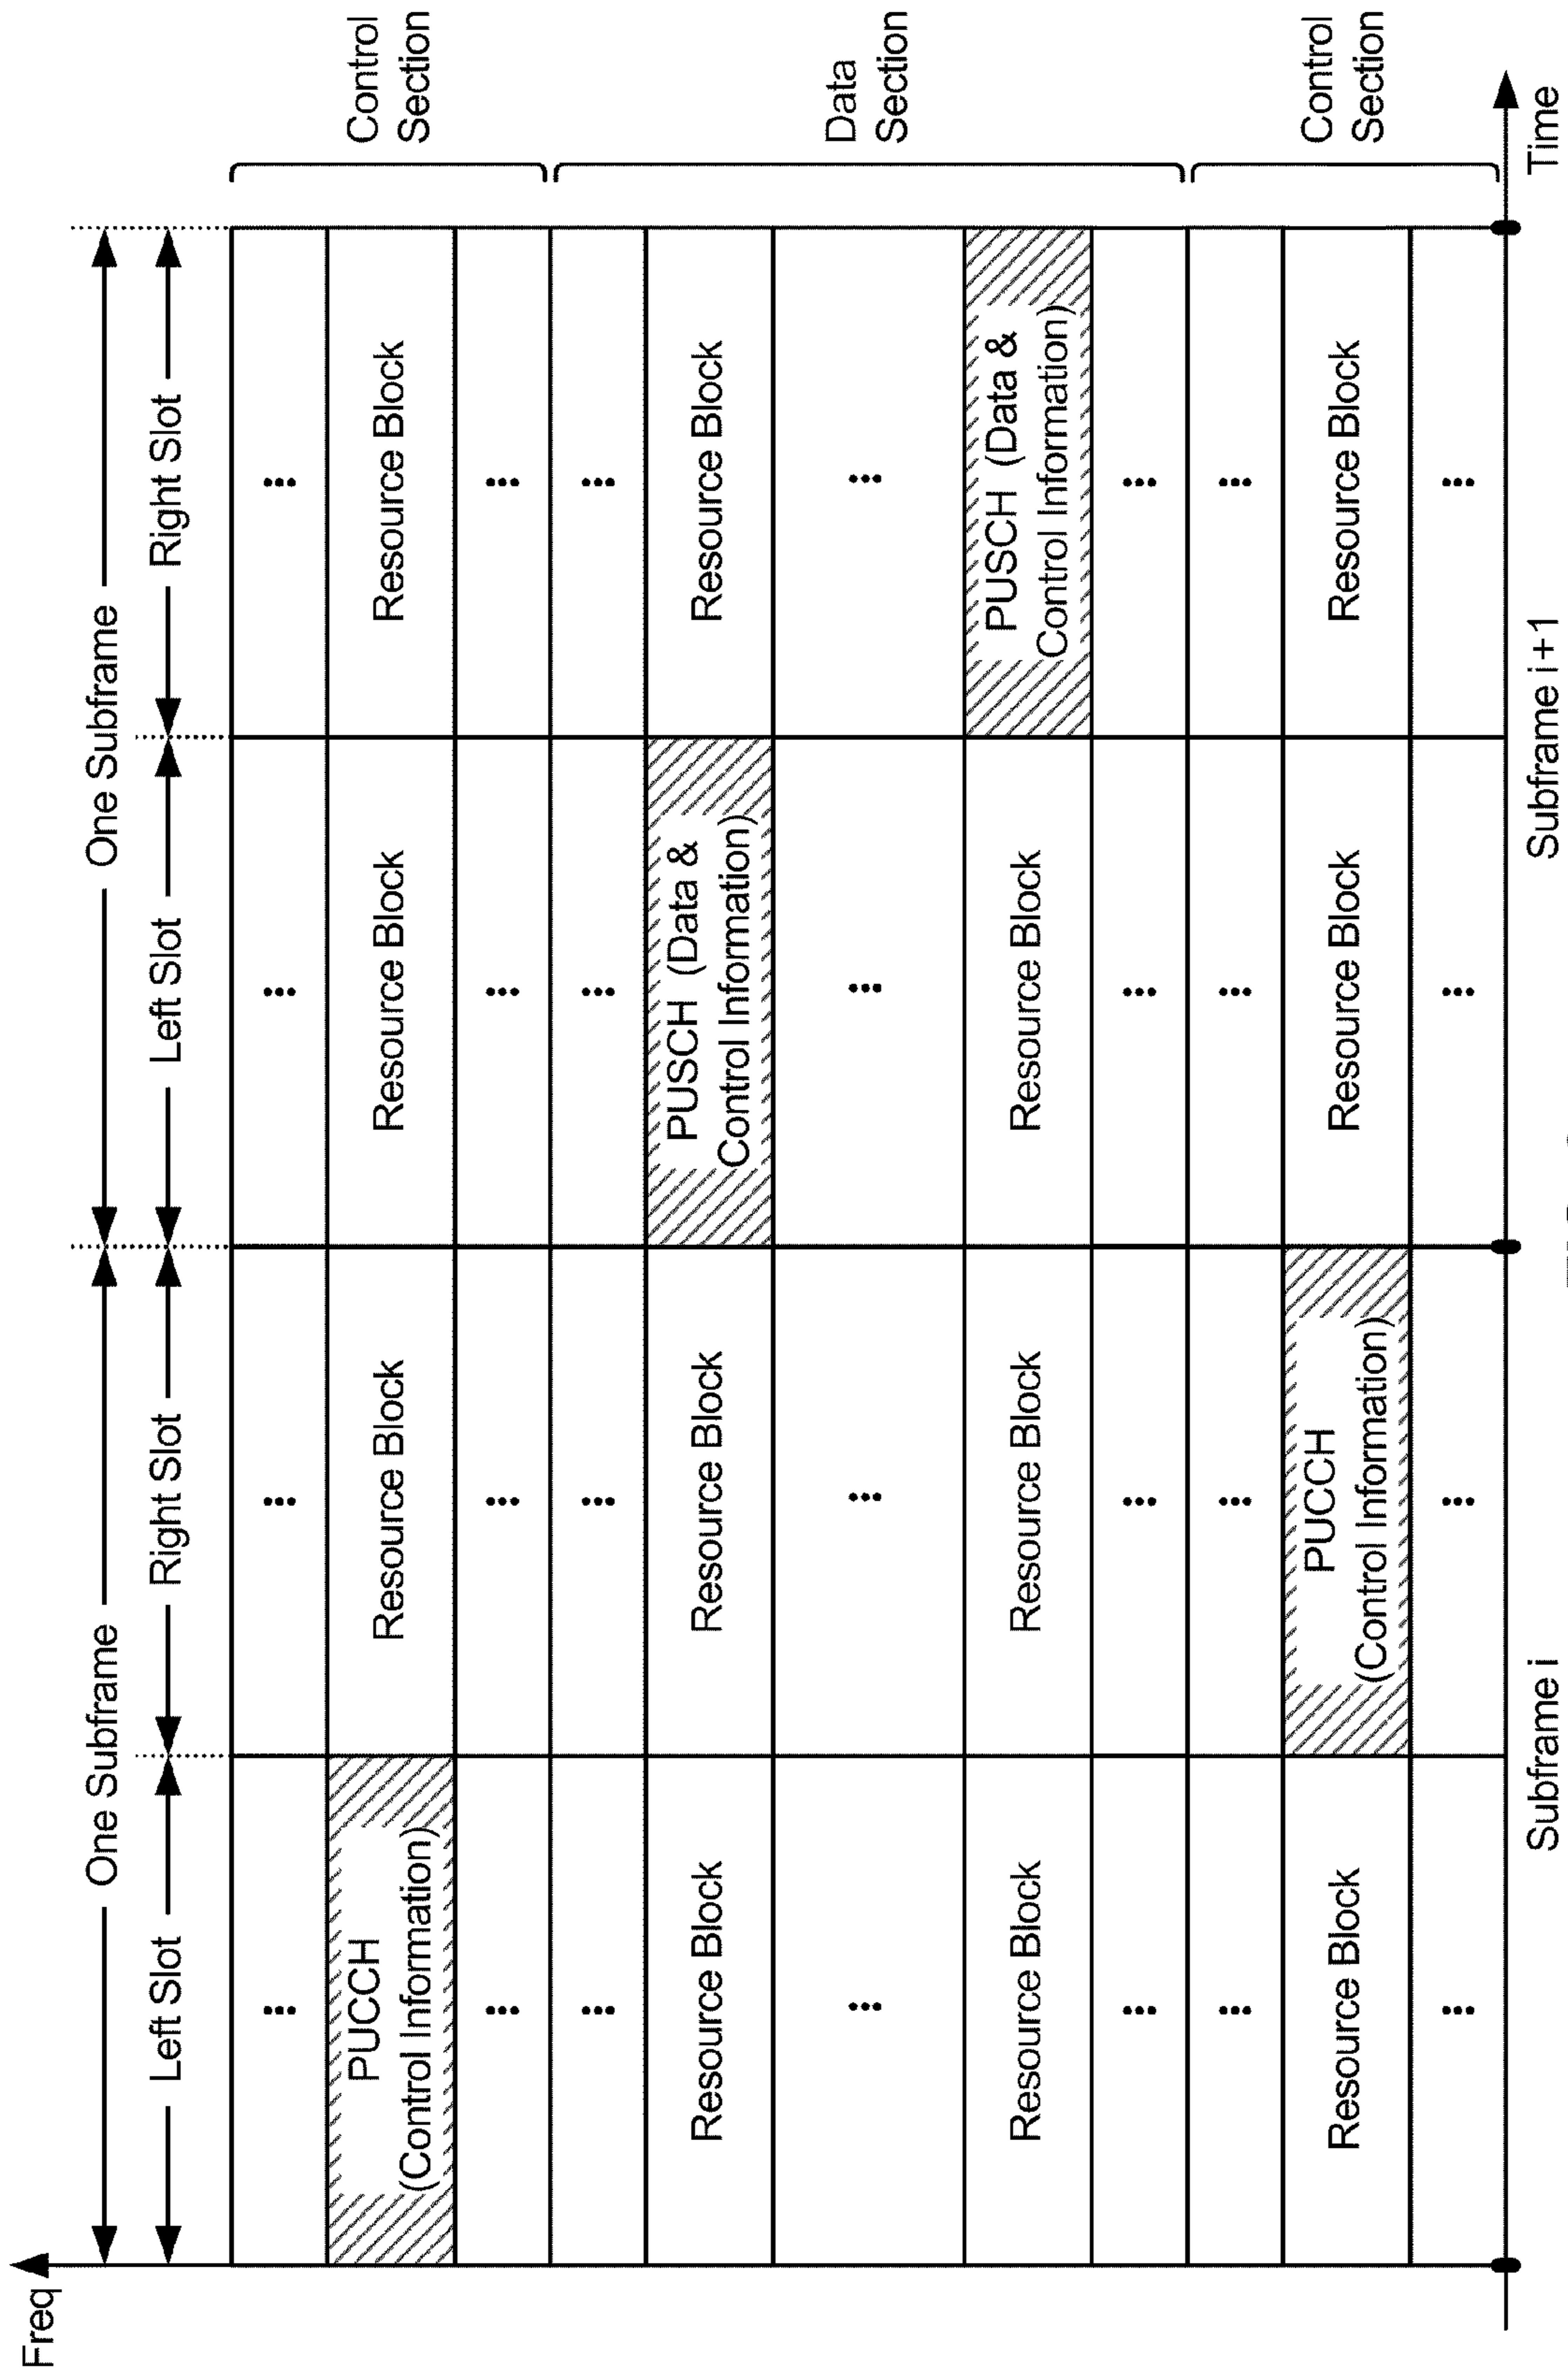 Freq
One Subframe
One Subframe
Left Slot
Right Slot
Left Slot
Right Slot
...
...
...
...
PUCCH
(Control Information)
Resource Block
Resource Block
Resource Block
Control
Section
...
...
...
...
...
...
...
...
Resource Block
Resource Block
PUSCH (Data &
Control Information)
Resource Block
...
...
...
...
Data
Section
Resource Block
Resource Block
Resource Block
PUSCH (Data &
Control Information)
...
...
...
...
...
...
...
...
Resource Block
PUCCH
(Control Information)
Resource Block
Resource Block
Control
Section
...
...
...
...
Subframe i
Subframe i+1
Time